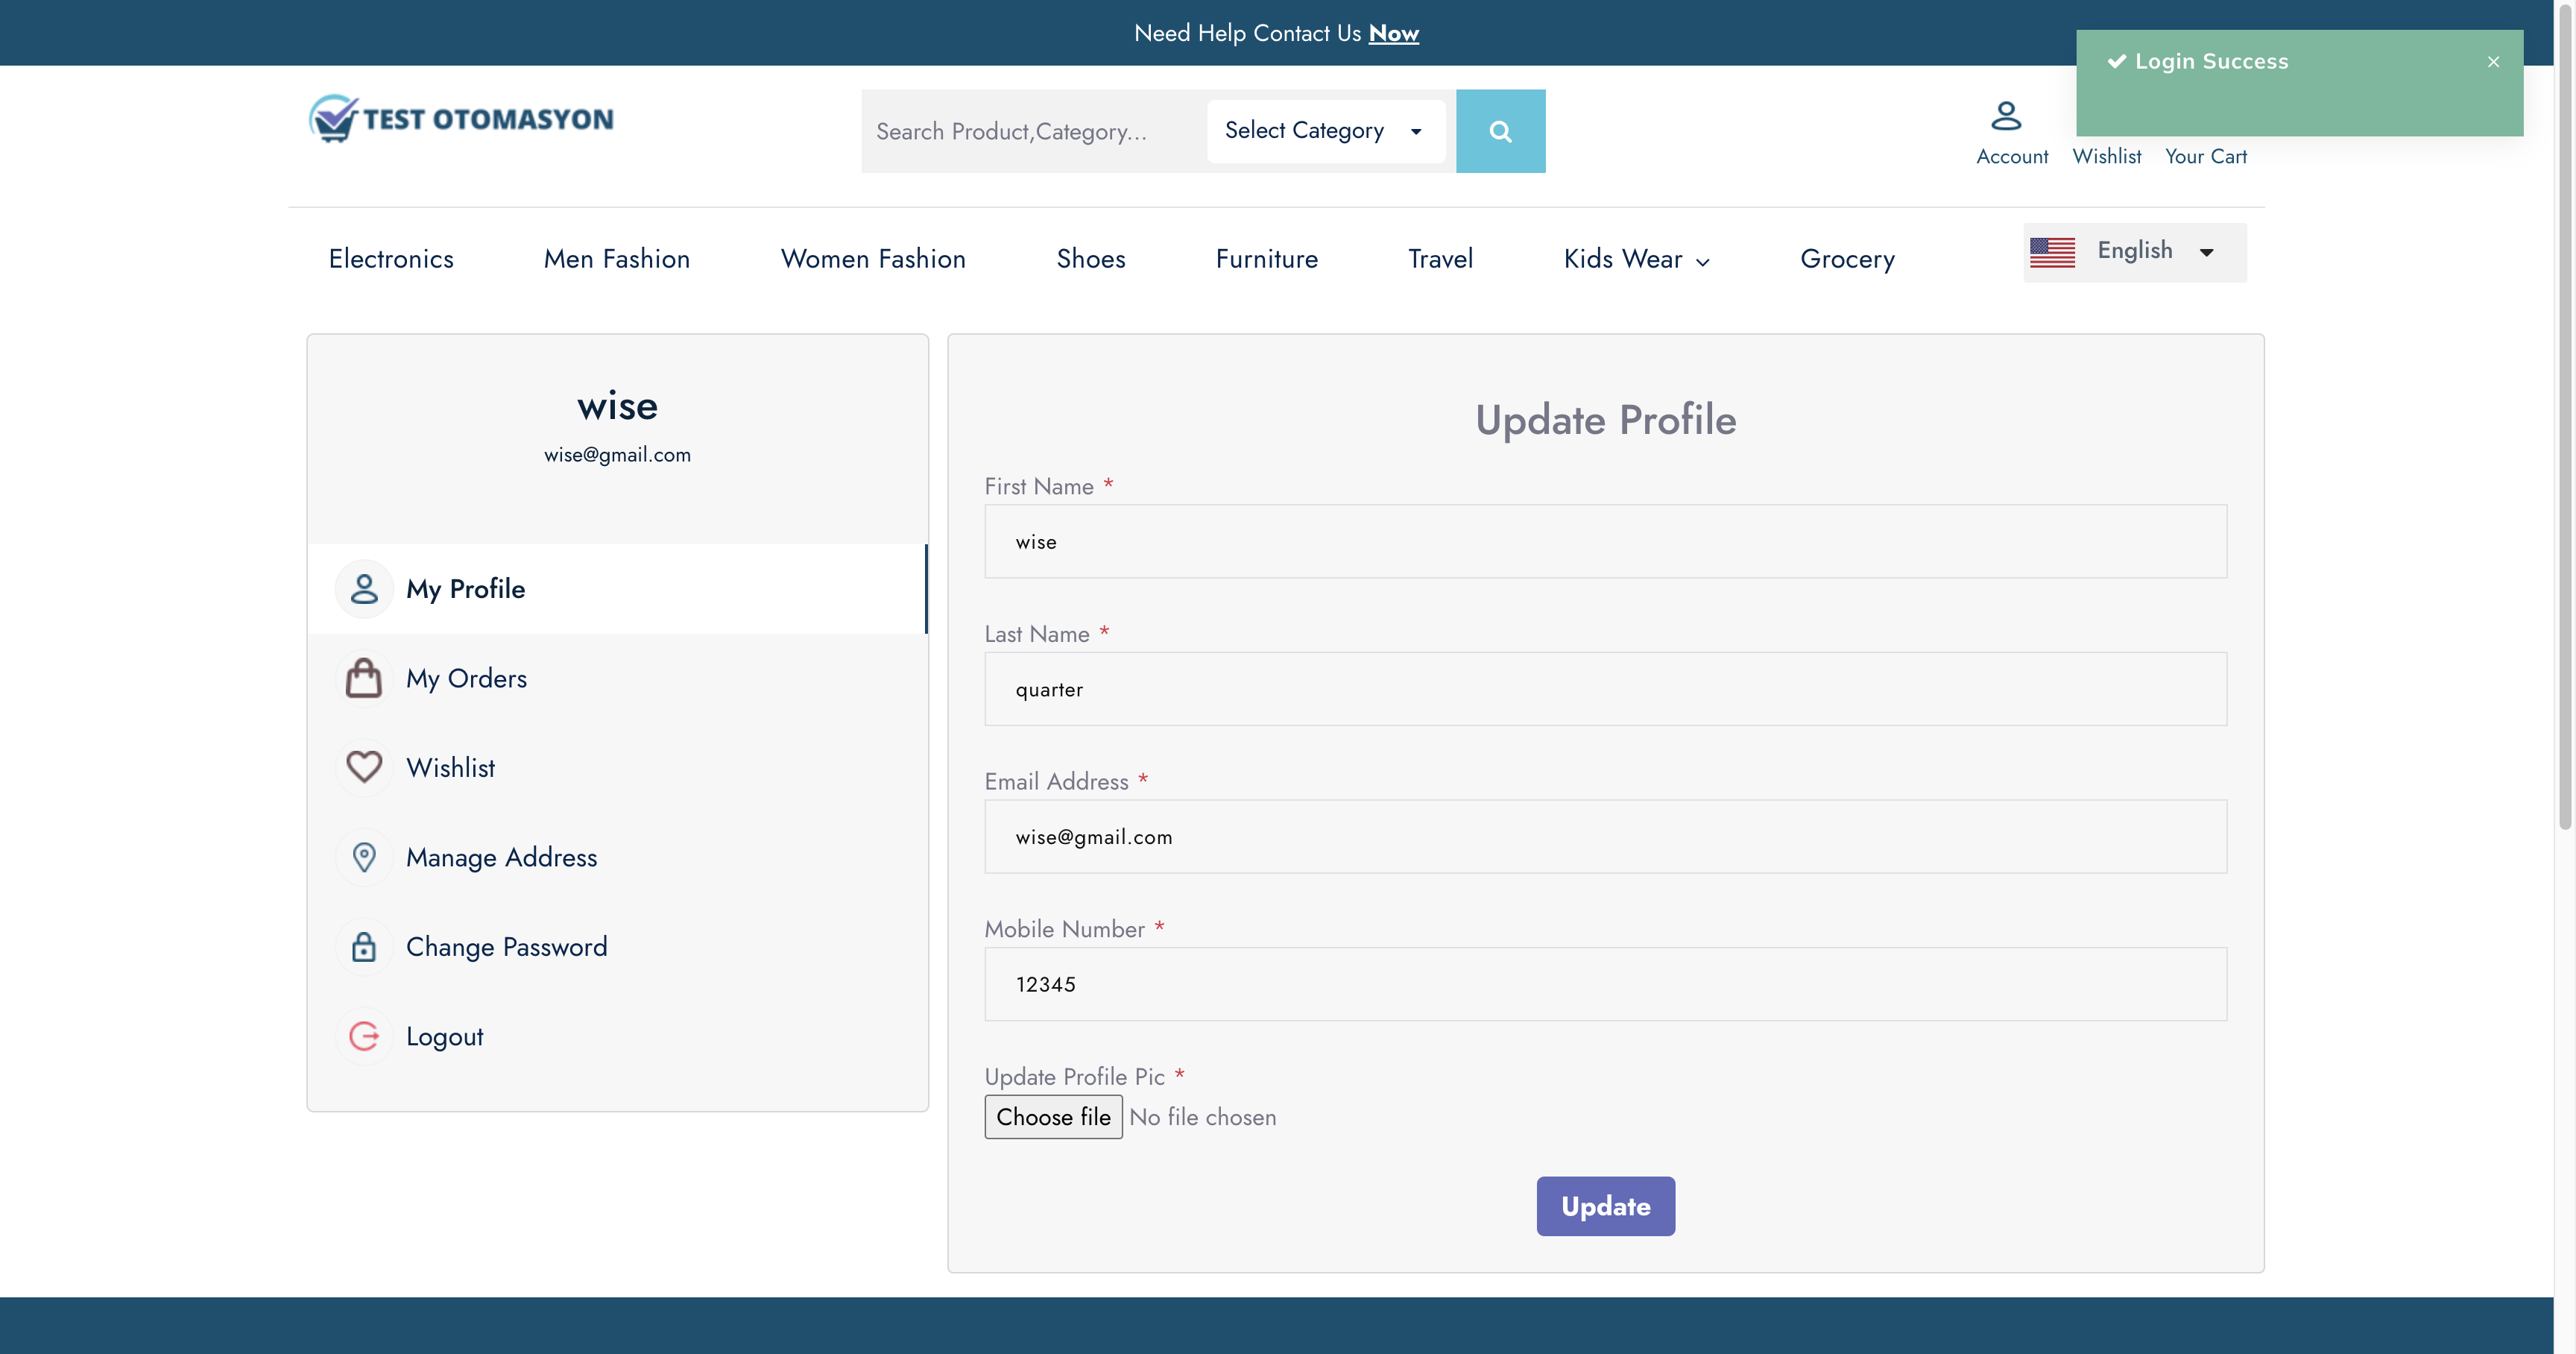 Need Help Contact Us Now
Login Success
TEST OTOMASYON
Search Product,Category...
Select Category
Account
Wishlist
Your Cart
Electronics
Men Fashion
Women Fashion
Shoes
Furniture
Travel
Kids Wear
Grocery
English
wise
wise@gmail.com
My Profile
My Orders
Wishlist
Manage Address
Change Password
Logout
Update Profile
First Name *
wise
Last Name *
quarter
Email Address *
wise@gmail.com
Mobile Number *
12345
Update Profile Pic *
Choose file No file chosen
Update